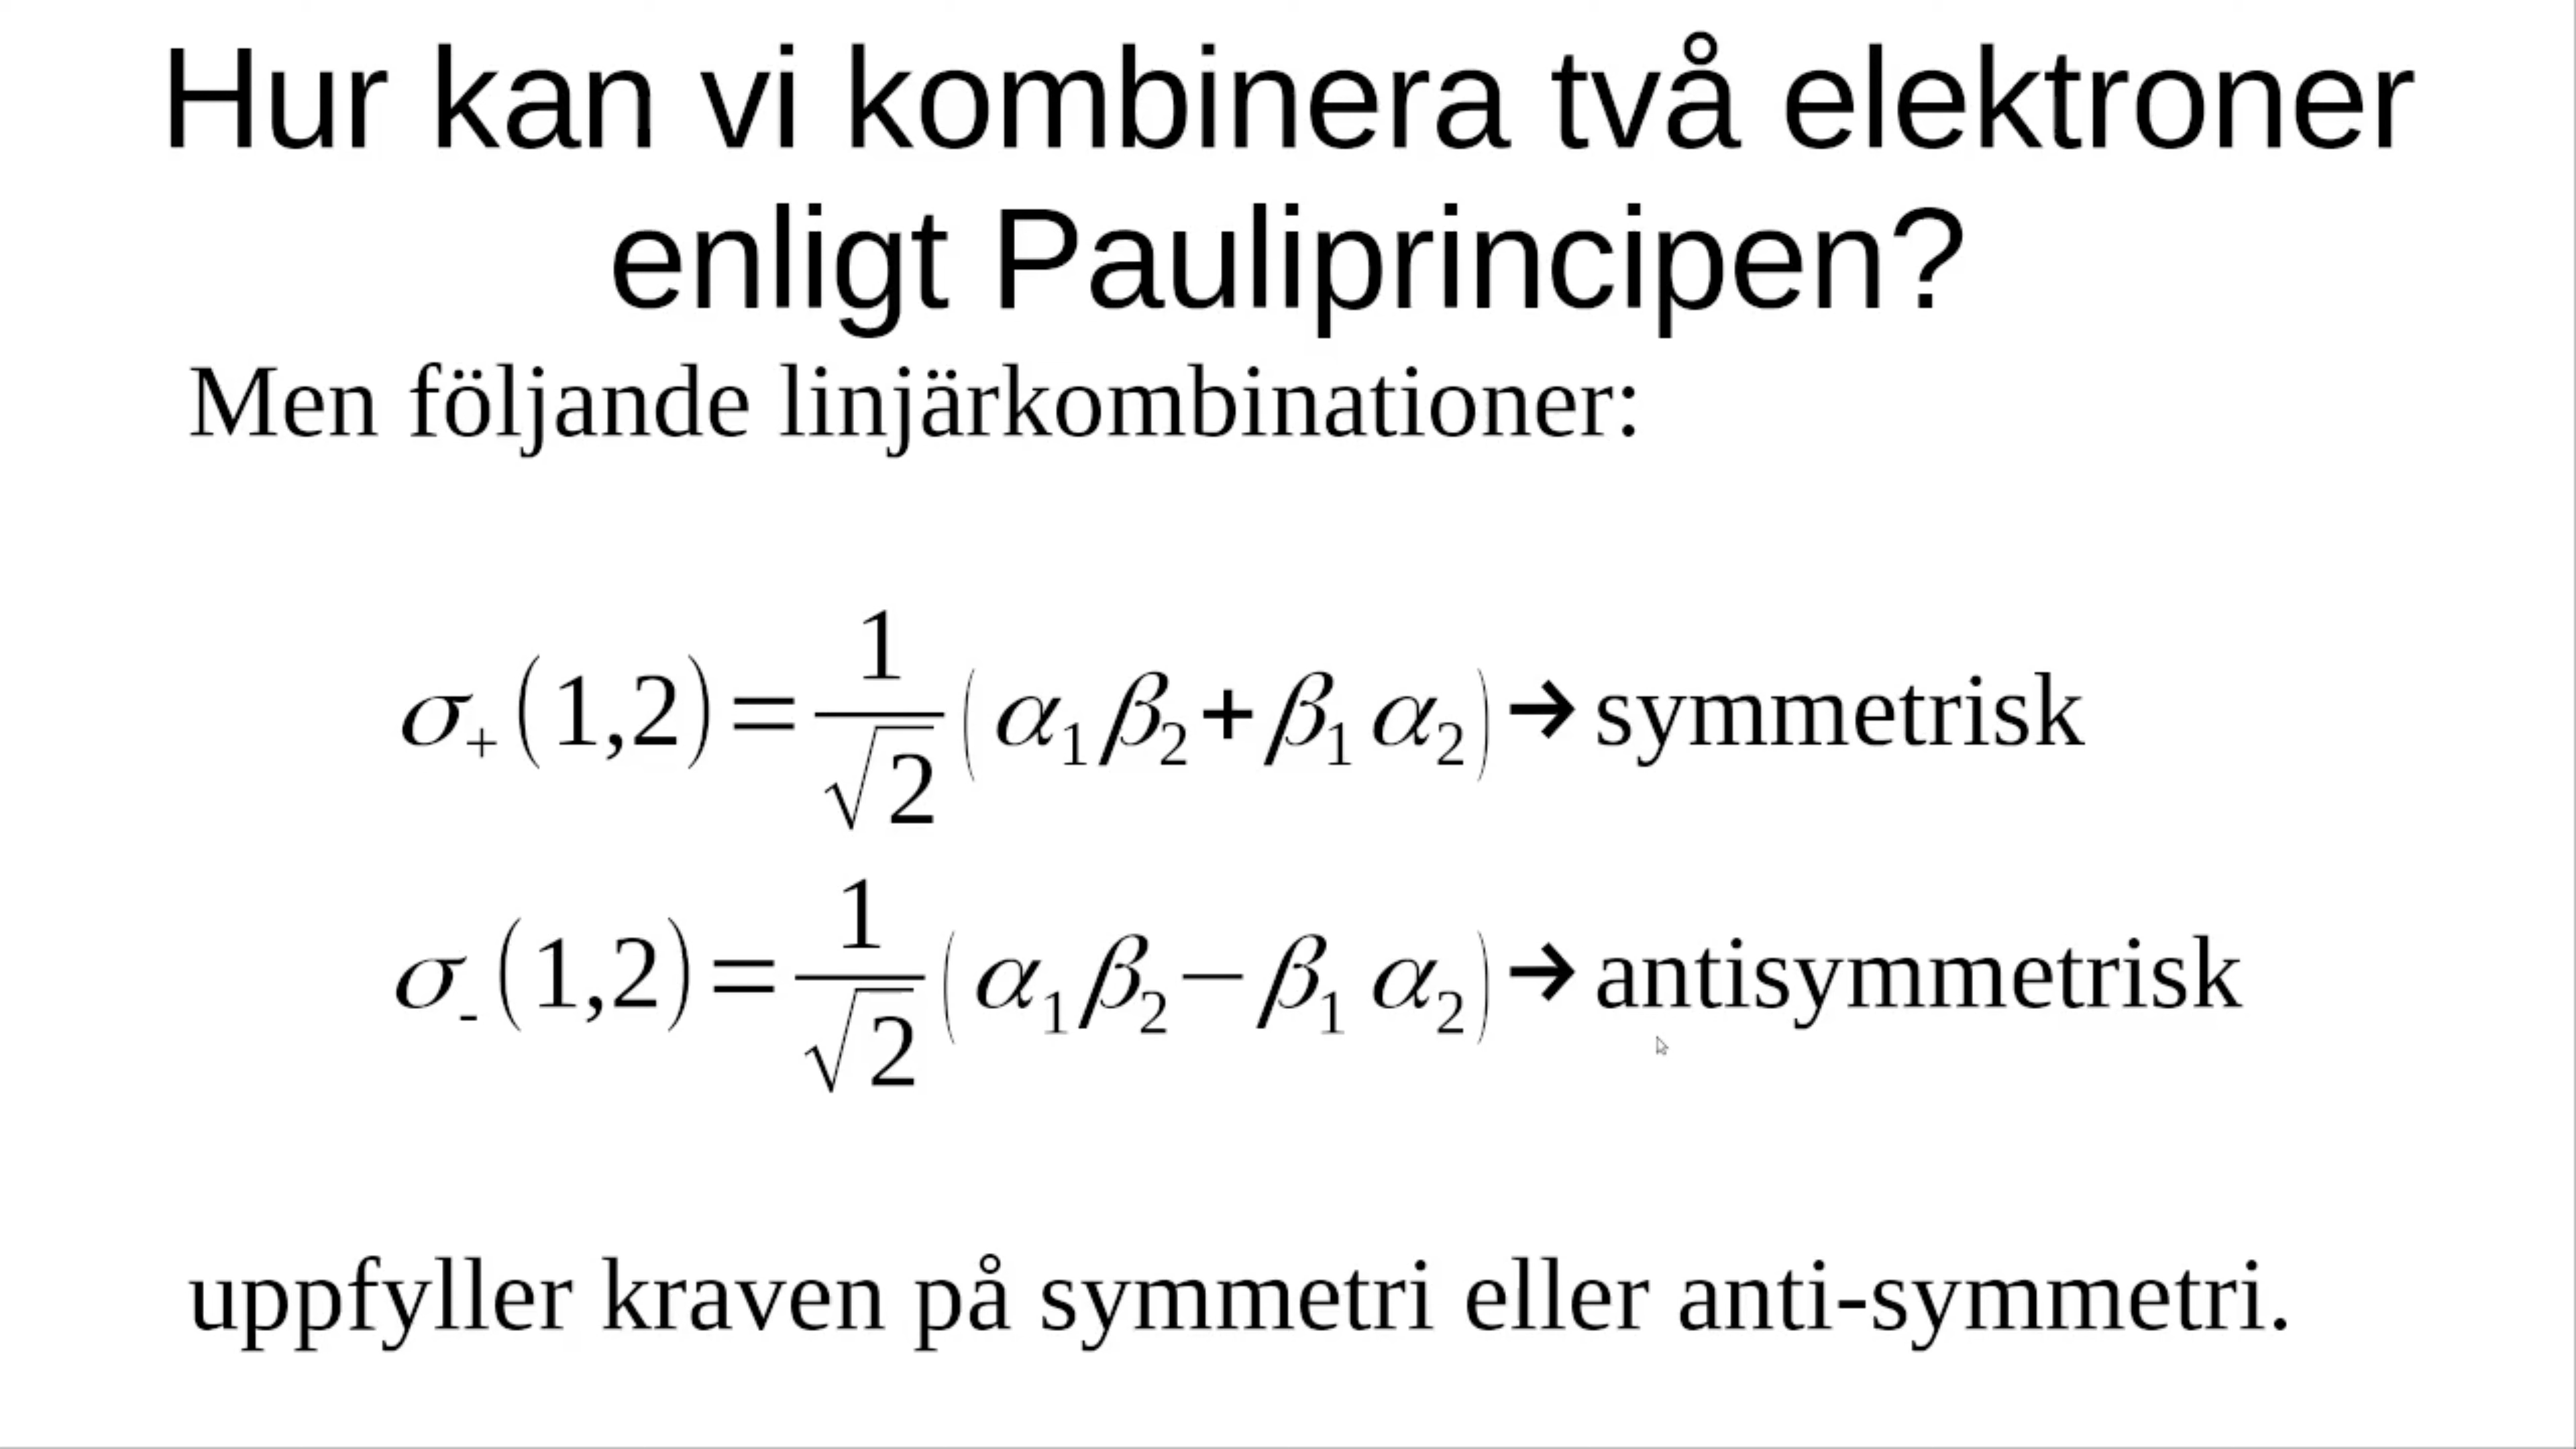 Hur kan vi kombinera två elektroner
enligt Pauliprincipen?
Men följande linjärkombinationer:
σ₊(1,2)=1/√2(α₁β₂+β₁α₂)→symmetrisk
σ₋(1,2)=1/√2(α₁β₂−β₁α₂)→antisymmetrisk
uppfyller kraven på symmetri eller anti-symmetri.